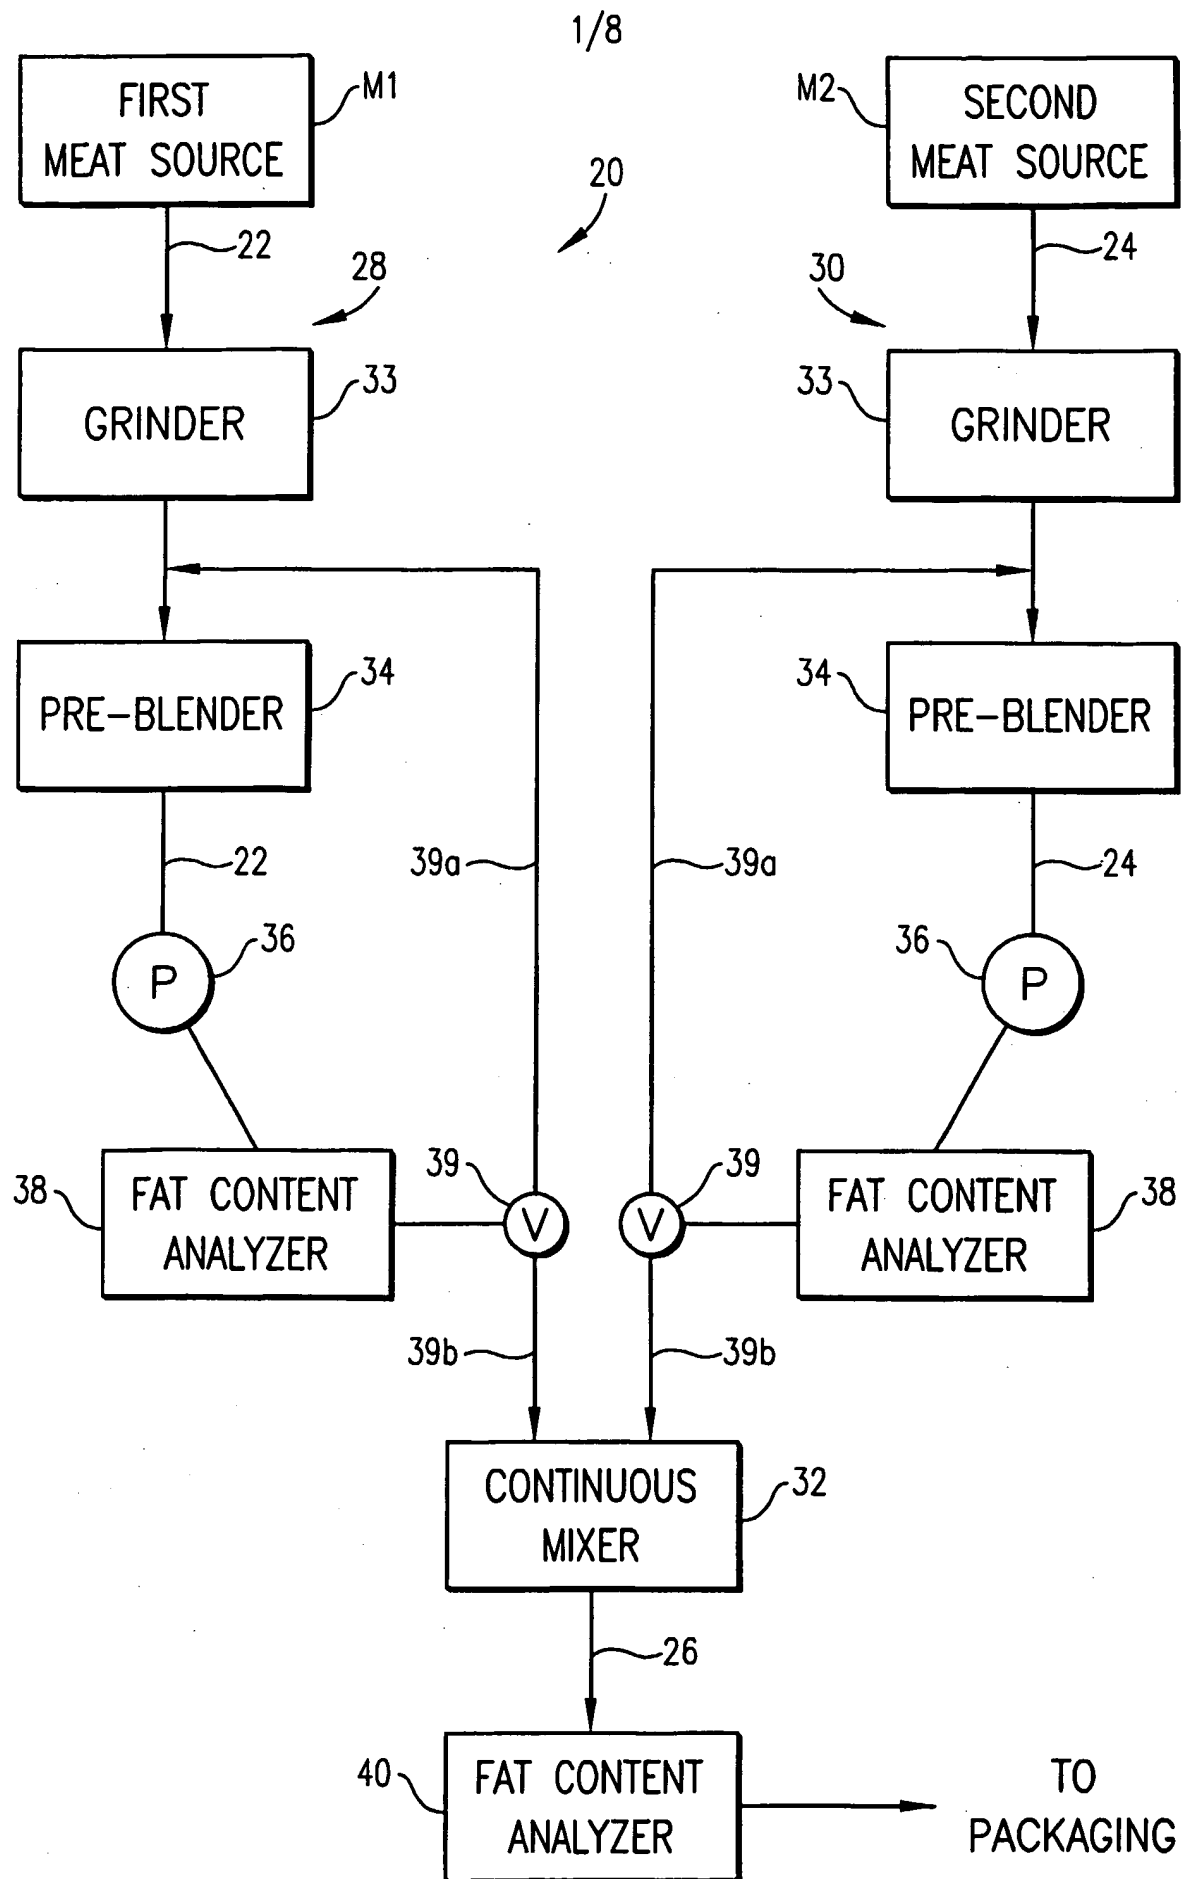 1/8
FIRST
MEAT SOURCE
M1
M2
SECOND
MEAT SOURCE
20
22
24
28
30
GRINDER
33
33
GRINDER
PRE-BLENDER
34
34
PRE-BLENDER
22
39a
39a
24
P
36
36
P
38
FAT CONTENT
ANALYZER
39
V
39
V
FAT CONTENT
ANALYZER
38
39b
39b
CONTINUOUS
MIXER
32
26
40
FAT CONTENT
ANALYZER
TO
PACKAGING